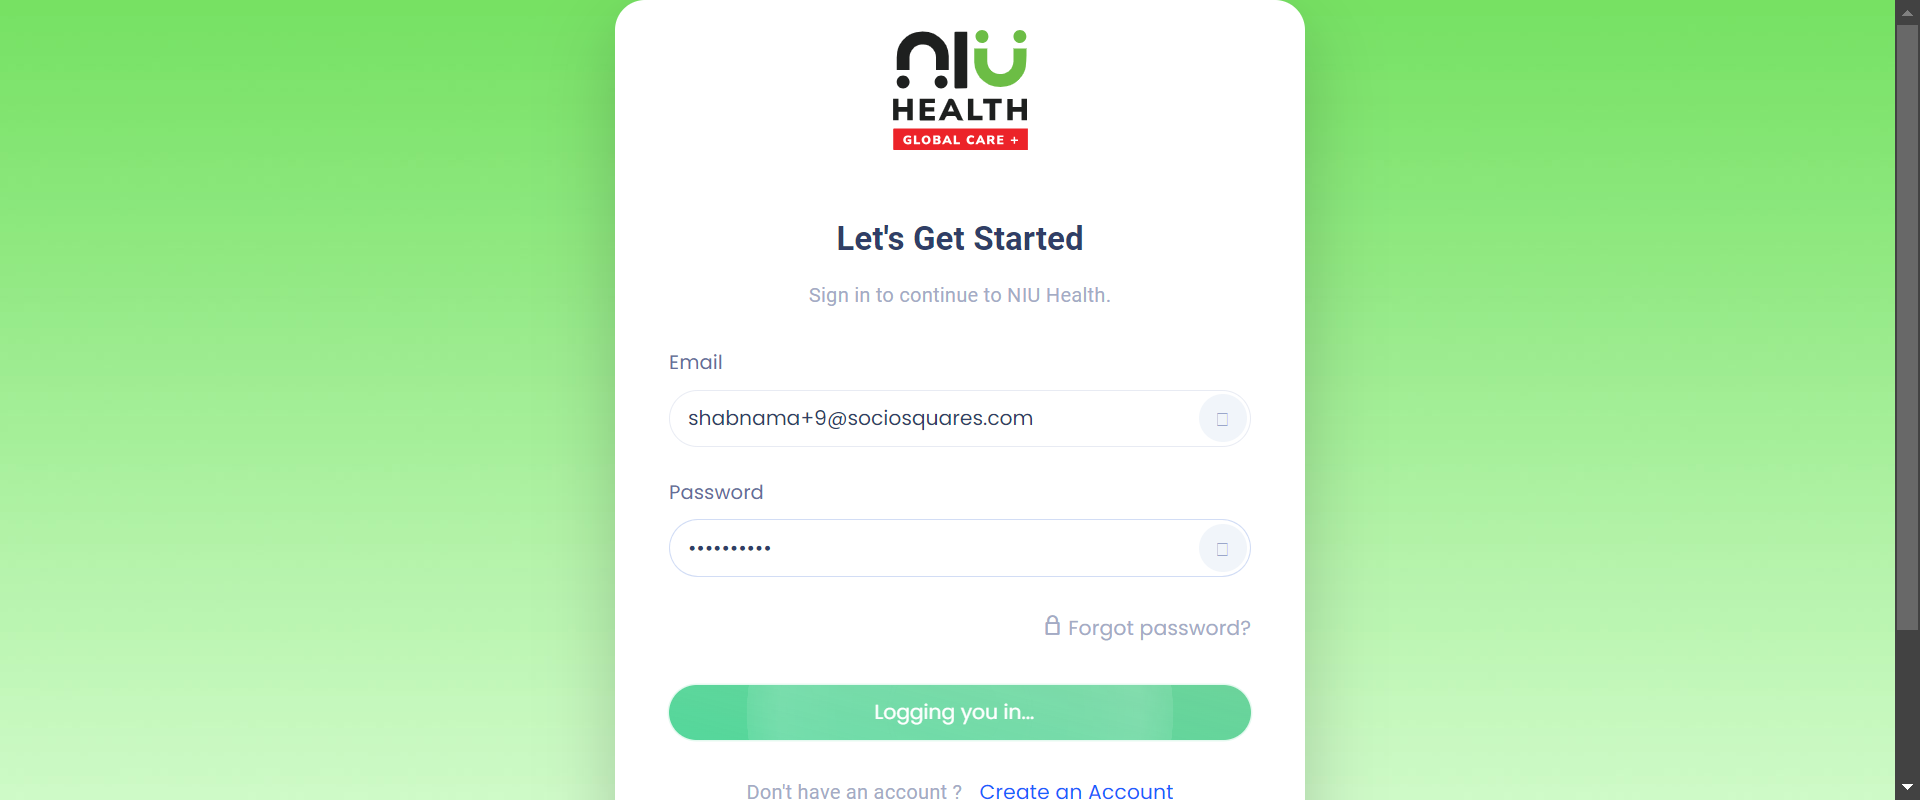 NIU
HEALTH
GLOBAL CARE +
Let's Get Started
Sign in to continue to NIU Health.
Email
shabnama+9@sociosquares.com
Password
••••••••••
Forgot password?
Logging you in...
Don't have an account ? Create an Account